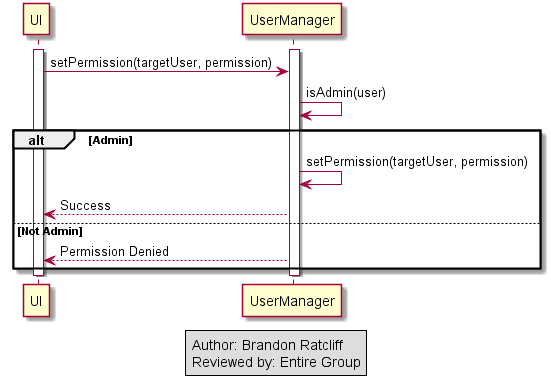 UI
UserManager
setPermission(targetUser, permission)
isAdmin(user)
alt
[Admin]
setPermission(targetUser, permission)
Success
[Not Admin]
Permission Denied
UI
UserManager
Author: Brandon Ratcliff
Reviewed by: Entire Group